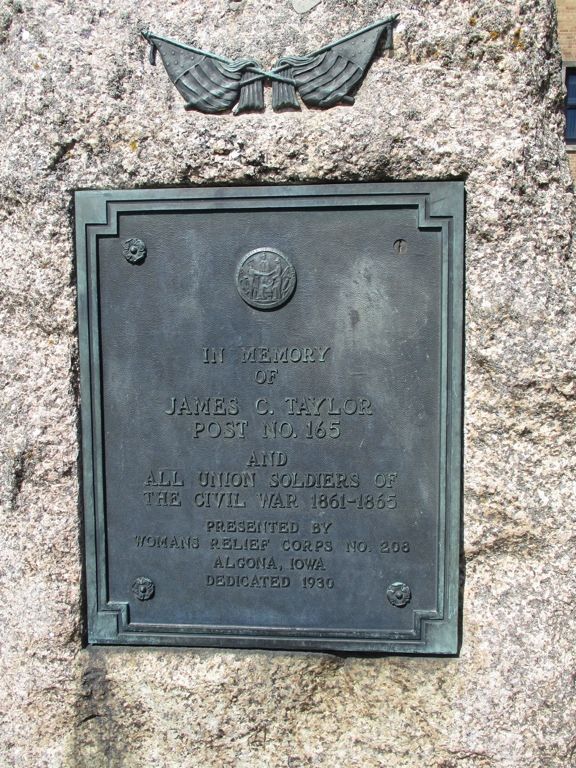 IN MEMORY
OF
JAMES C. TAYLOR
POST NO. 165
AND
ALL UNION SOLDIERS OF
THE CIVIL WAR 1861-1865
PRESENTED BY
WOMANS RELIEF CORPS NO. 208
ALGONA, IOWA
DEDICATED 1930